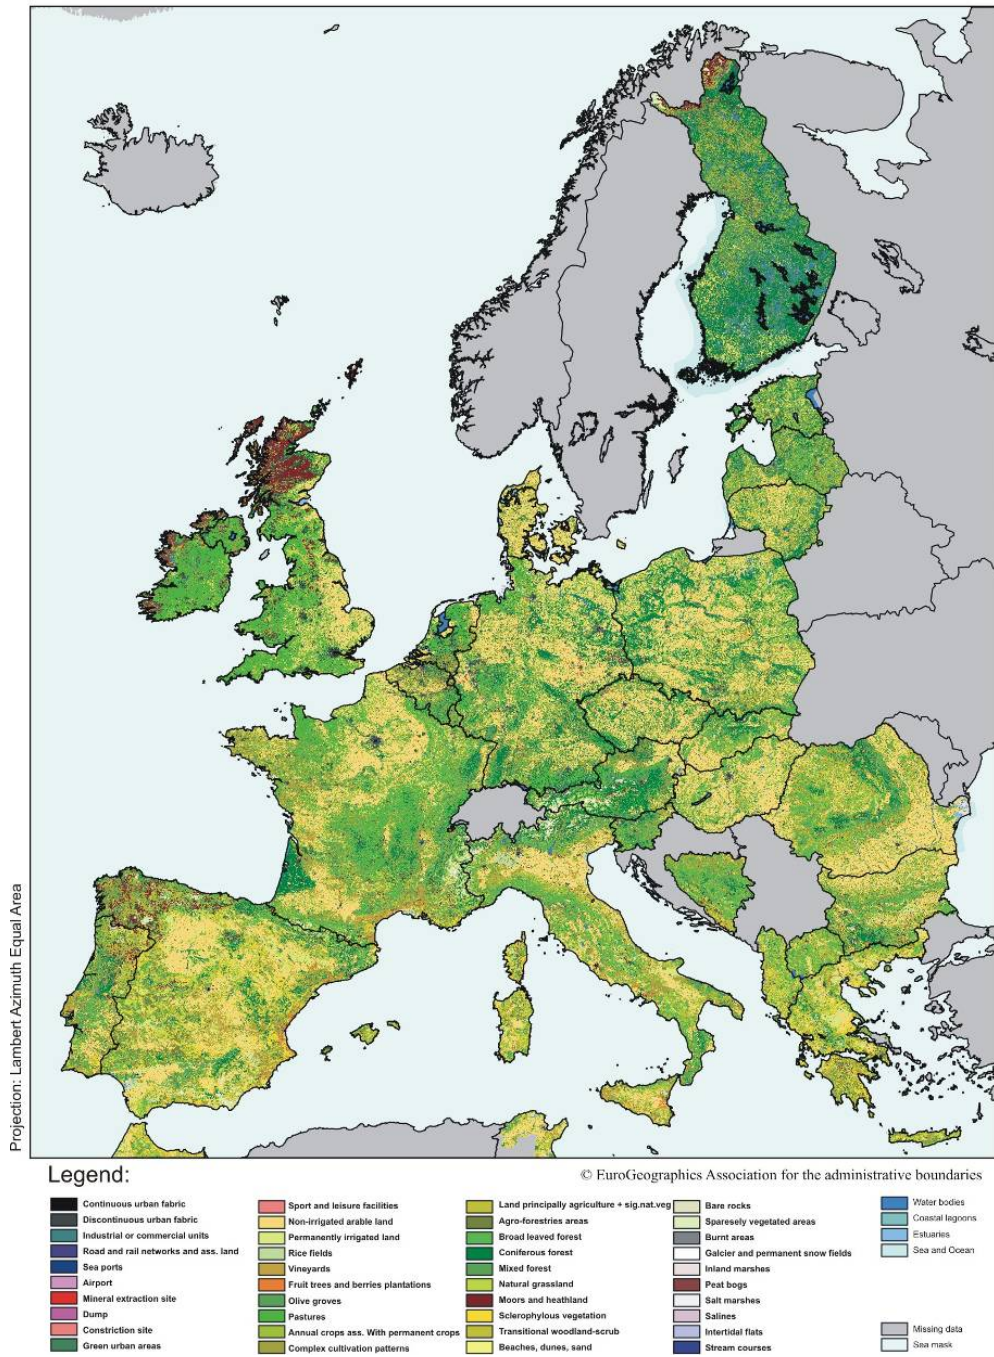 Projection: Lambert Azimuth Equal Area
Legend:
© EuroGeographics Association for the administrative boundaries
Continuous urban fabric
Discontinuous urban fabric
Industrial or commercial units
Road and rail networks and ass. land
Sea ports
Airport
Mineral extraction site
Dump
Constriction site
Green urban areas
Sport and leisure facilities
Non-irrigated arable land
Permanently irrigated land
Rice fields
Vineyards
Fruit trees and berries plantations
Olive groves
Pastures
Annual crops ass. With permanent crops
Complex cultivation patterns
Land principally agriculture + sig.nat.veg
Agro-forestries areas
Broad leaved forest
Coniferous forest
Mixed forest
Natural grassland
Moors and heathland
Sclerophylous vegetation
Transitional woodland-scrub
Beaches, dunes, sand
Bare rocks
Sparesely vegetated areas
Burnt areas
Galcier and permanent snow fields
Inland marshes
Peat bogs
Salt marshes
Salines
Intertidal flats
Stream courses
Water bodies
Coastal lagoons
Estuaries
Sea and Ocean
Missing data
Sea mask